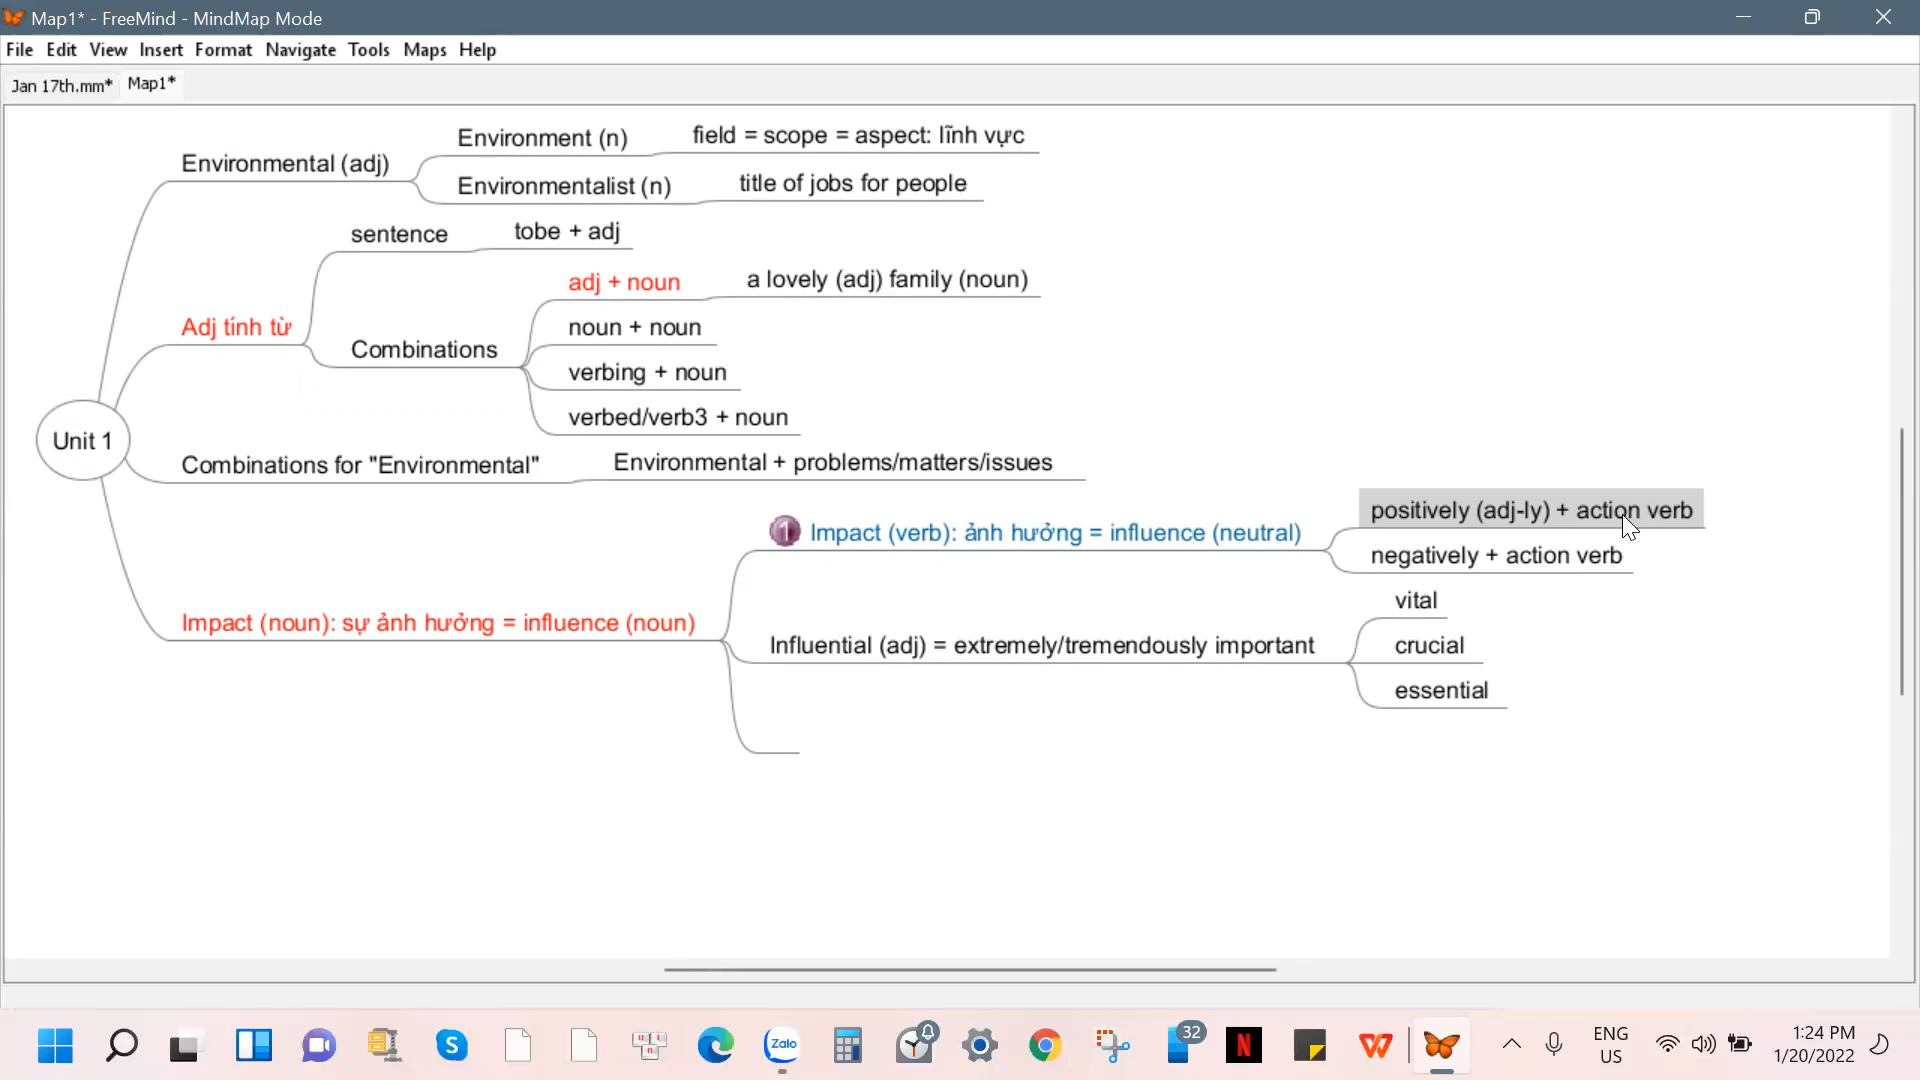 Map1* - FreeMind - MindMap Mode
File Edit View Insert Format Navigate Tools Maps Help
Jan 17th.mm* Map1*
Environmental (adj)
Environment (n)
field = scope = aspect: lĩnh vực
Environmentalist (n)
title of jobs for people
Adj tính từ
sentence
tobe + adj
Combinations
adj + noun
a lovely (adj) family (noun)
noun + noun
verbing + noun
verbed/verb3 + noun
Unit 1
Combinations for "Environmental"
Environmental + problems/matters/issues
Impact (noun): sự ảnh hưởng = influence (noun)
1 Impact (verb): ảnh hưởng = influence (neutral)
positively (adj-ly) + action verb
negatively + action verb
Influential (adj) = extremely/tremendously important
vital
crucial
essential
Zalo
32
ENG
US
1:24 PM
1/20/2022